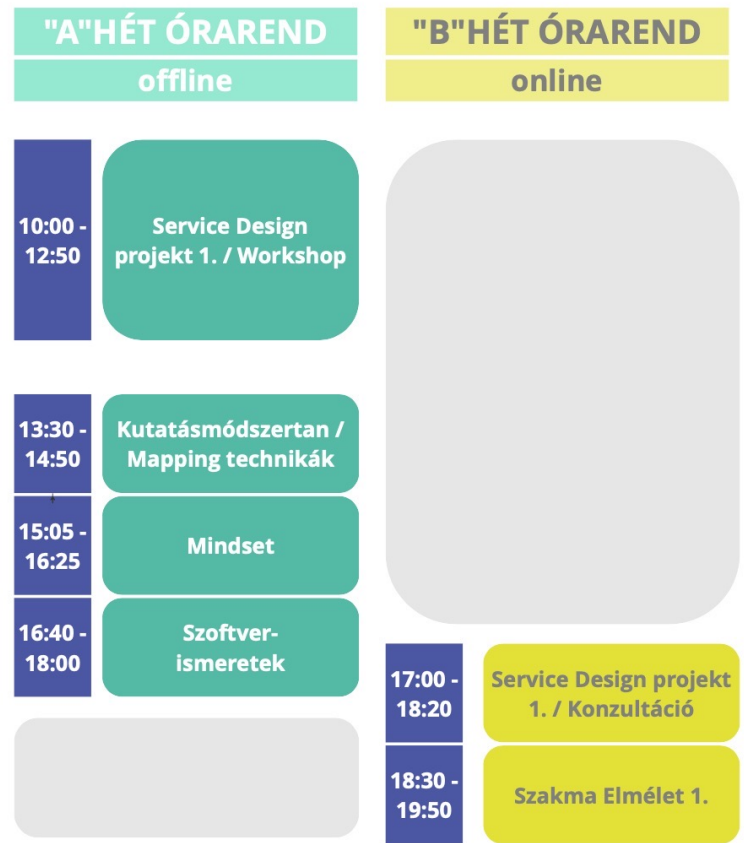 "A"HÉT ÓRAREND
offline
10:00 -
12:50
Service Design
projekt 1. / Workshop
13:30 -
14:50
Kutatásmódszertan /
Mapping technikák
15:05 -
16:25
Mindset
16:40 -
18:00
Szoftver-
ismeretek
"B"HÉT ÓRAREND
online
17:00 -
18:20
Service Design projekt
1. / Konzultáció
18:30 -
19:50
Szakma Elmélet 1.